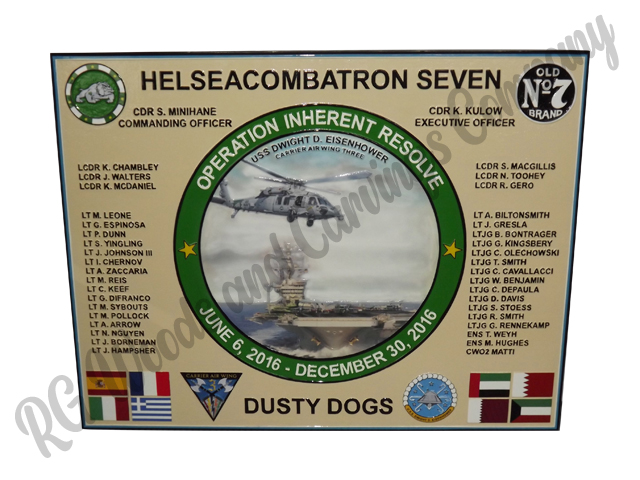 HELSEACOMBATRON SEVEN
OLD
Nº7
BRAND
CDR S. MINIHANE
COMMANDING OFFICER
CDR K. KULOW
EXECUTIVE OFFICER
OPERATION INHERENT RESOLVE
USS DWIGHT D. EISENHOWER
CARRIER AIR WING THREE
LCDR K. CHAMBLEY
LCDR J. WALTERS
LCDR K. MCDANIEL
LCDR S. MACGILLIS
LCDR N. TOOHEY
LCDR R. GERO
LT M. LEONE
LT G. ESPINOSA
LT P. DUNN
LT S. YINGLING
LT J. JOHNSON III
LT I. CHERNOV
LT A. ZACCARIA
LT M. REIS
LT C. KEEF
LT G. DIFRANCO
LT M. SYBOUTS
LT M. POLLOCK
LT A. ARROW
LT N. NGUYEN
LT J. BORNEMAN
LT J. HAMPSHER
LT A. BILTONSMITH
LT J. GRESLA
LTJG B. BONTRAGER
LTJG G. KINGSBERY
LTJG C. OLECHOWSKI
LTJG T. SMITH
LTJG C. CAVALLACCI
LTJG W. BENJAMIN
LTJG C. DEPAULA
LTJG D. DAVIS
LTJG S. STOESS
LTJG R. SMITH
LTJG G. RENNEKAMP
ENS T. WEYH
ENS M. HUGHES
CWO2 MATTI
JUNE 6, 2016 - DECEMBER 30, 2016
CARRIER AIR WING
DUSTY DOGS
RG Woods and Carvings Company